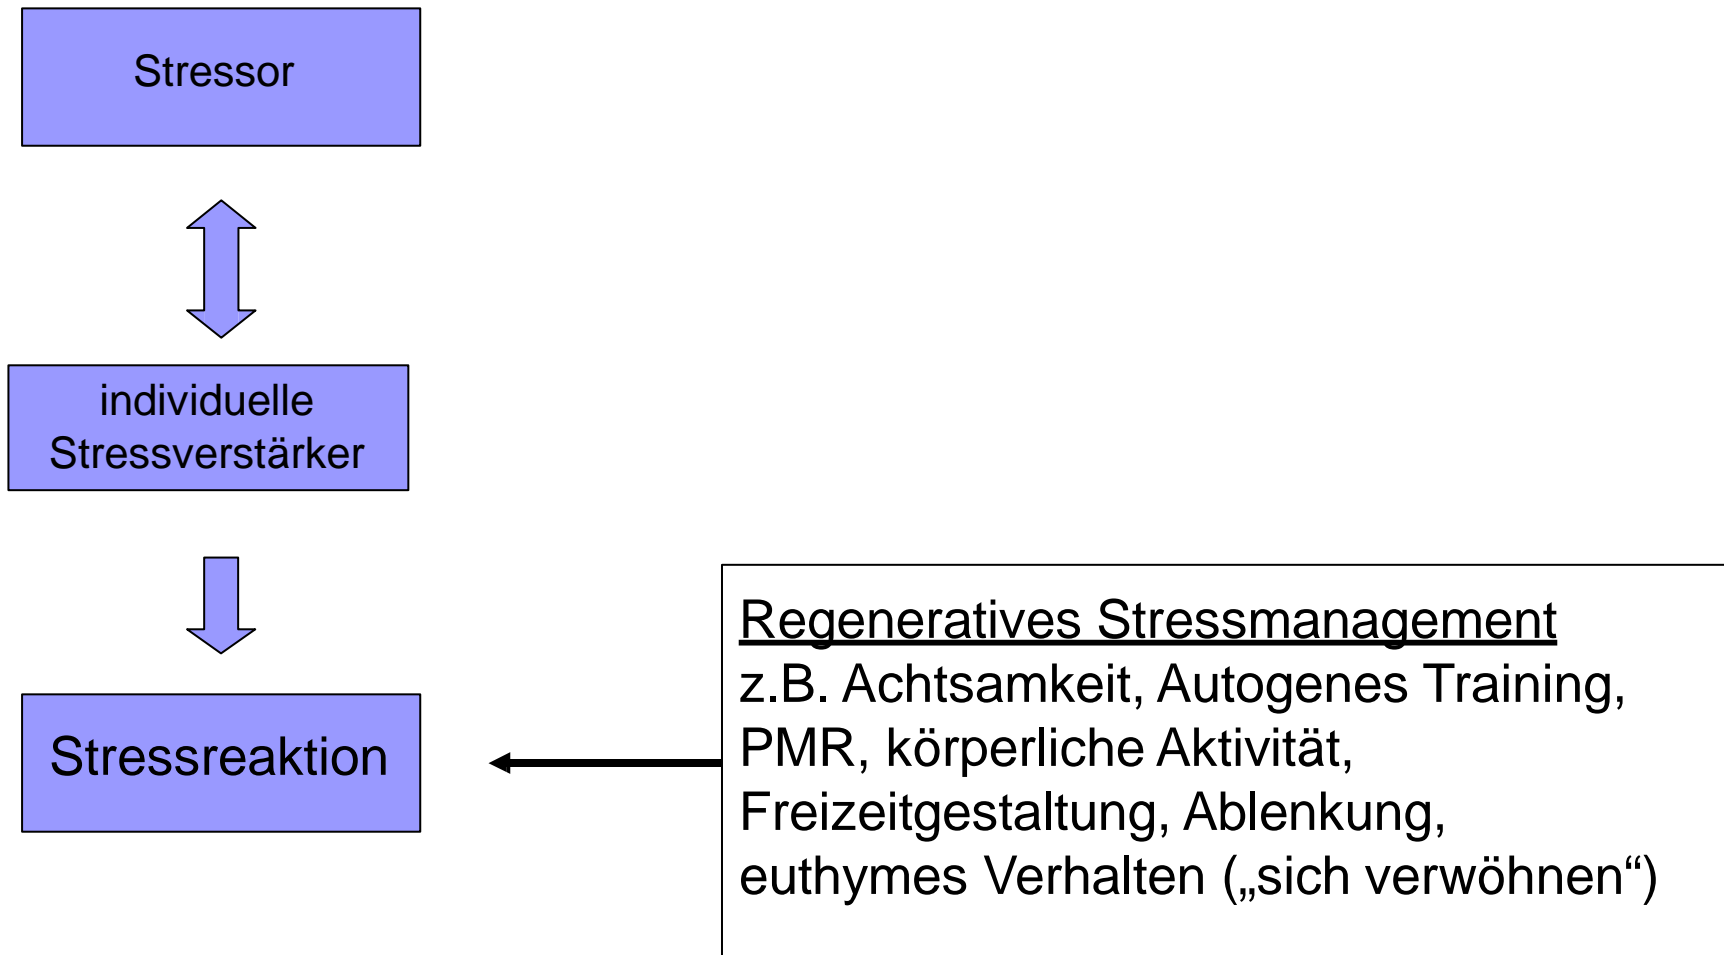 Stressor
individuelle
Stressverstärker
Stressreaktion
Regeneratives Stressmanagement
z.B. Achtsamkeit, Autogenes Training,
PMR, körperliche Aktivität,
Freizeitgestaltung, Ablenkung,
euthymes Verhalten („sich verwöhnen“)